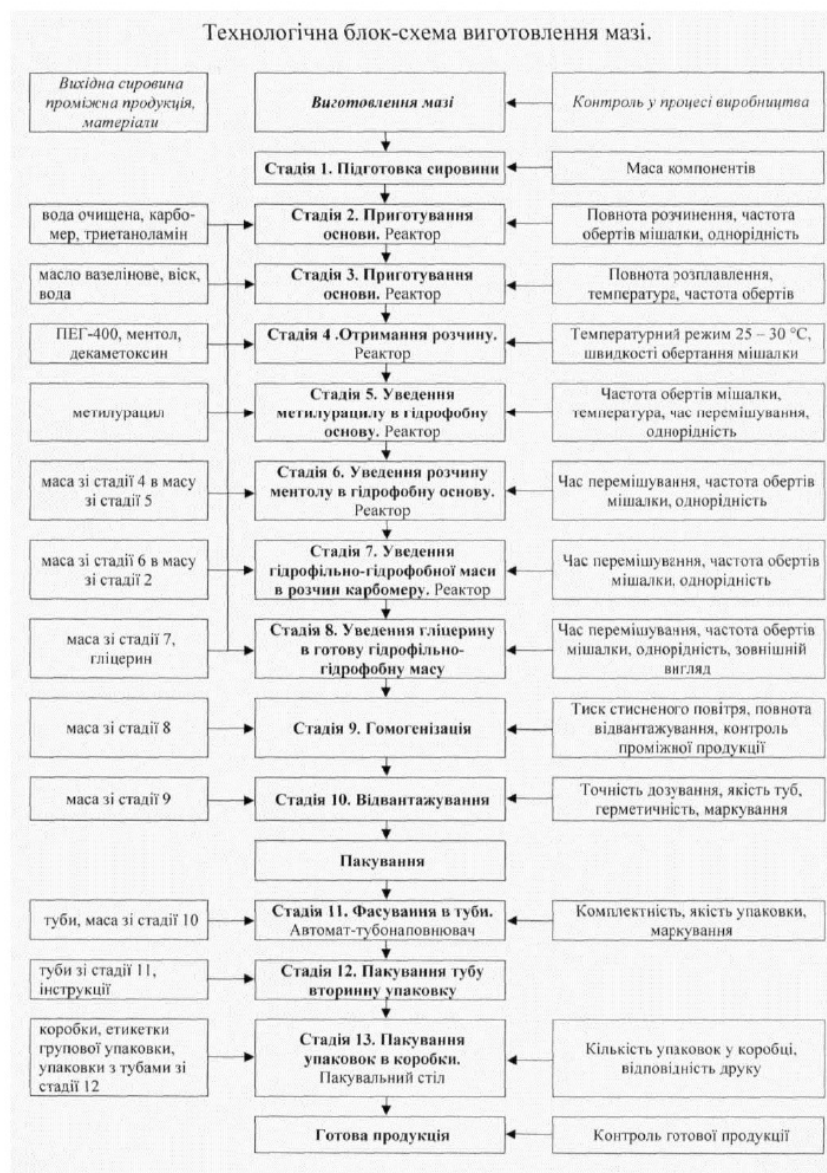 Технологічна блок-схема виготовлення мазі.
Вихідна сировина
проміжна продукція,
матеріали
Виготовлення мазі
Контроль у процесі виробництва
Стадія 1. Підготовка сировини
Маса компонентів
вода очищена, карбо-
мер, триетаноламін
Стадія 2. Приготування
основи. Реактор
Повнота розчинення, частота
обертів мішалки, однорідність
масло вазелінове, віск,
вода
Стадія 3. Приготування
основи. Реактор
Повнота розплавлення,
температура, частота обертів
ПЕГ-400, ментол,
декаметоксин
Стадія 4 .Отримання розчину.
Реактор
Температурний режим 25 – 30 °С,
швидкості обертання мішалки
метилурацил
Стадія 5. Уведення
метилурацилу в гідрофобну
основу. Реактор
Частота обертів мішалки,
температура, час перемішування,
однорідність
маса зі стадії 4 в масу
зі стадії 5
Стадія 6. Уведення розчину
ментолу в гідрофобну основу.
Реактор
Час перемішування, частота обертів
мішалки, однорідність
маса зі стадії 6 в масу
зі стадії 2
Стадія 7. Уведення
гідрофільно-гідрофобної маси
в розчин карбомеру. Реактор
Час перемішування, частота обертів
мішалки, однорідність
маса зі стадії 7,
гліцерин
Стадія 8. Уведення гліцерину
в готову гідрофільно-
гідрофобну масу
Час перемішування, частота обертів
мішалки, однорідність, зовнішній
вигляд
маса зі стадії 8
Стадія 9. Гомогенізація
Тиск стисненого повітря, повнота
відвантажування, контроль
проміжної продукції
маса зі стадії 9
Стадія 10. Відвантажування
Точність дозування, якість туб,
герметичність, маркування
Пакування
туби, маса зі стадії 10
Стадія 11. Фасування в туби.
Автомат-тубонаповнювач
Комплектність, якість упаковки,
маркування
туби зі стадії 11,
інструкції
Стадія 12. Пакування тубу
вторинну упаковку
коробки, етикетки
групової упаковки,
упаковки з тубами зі
стадії 12
Стадія 13. Пакування
упаковок в коробки.
Пакувальний стіл
Кількість упаковок у коробці,
відповідність друку
Готова продукція
Контроль готової продукції